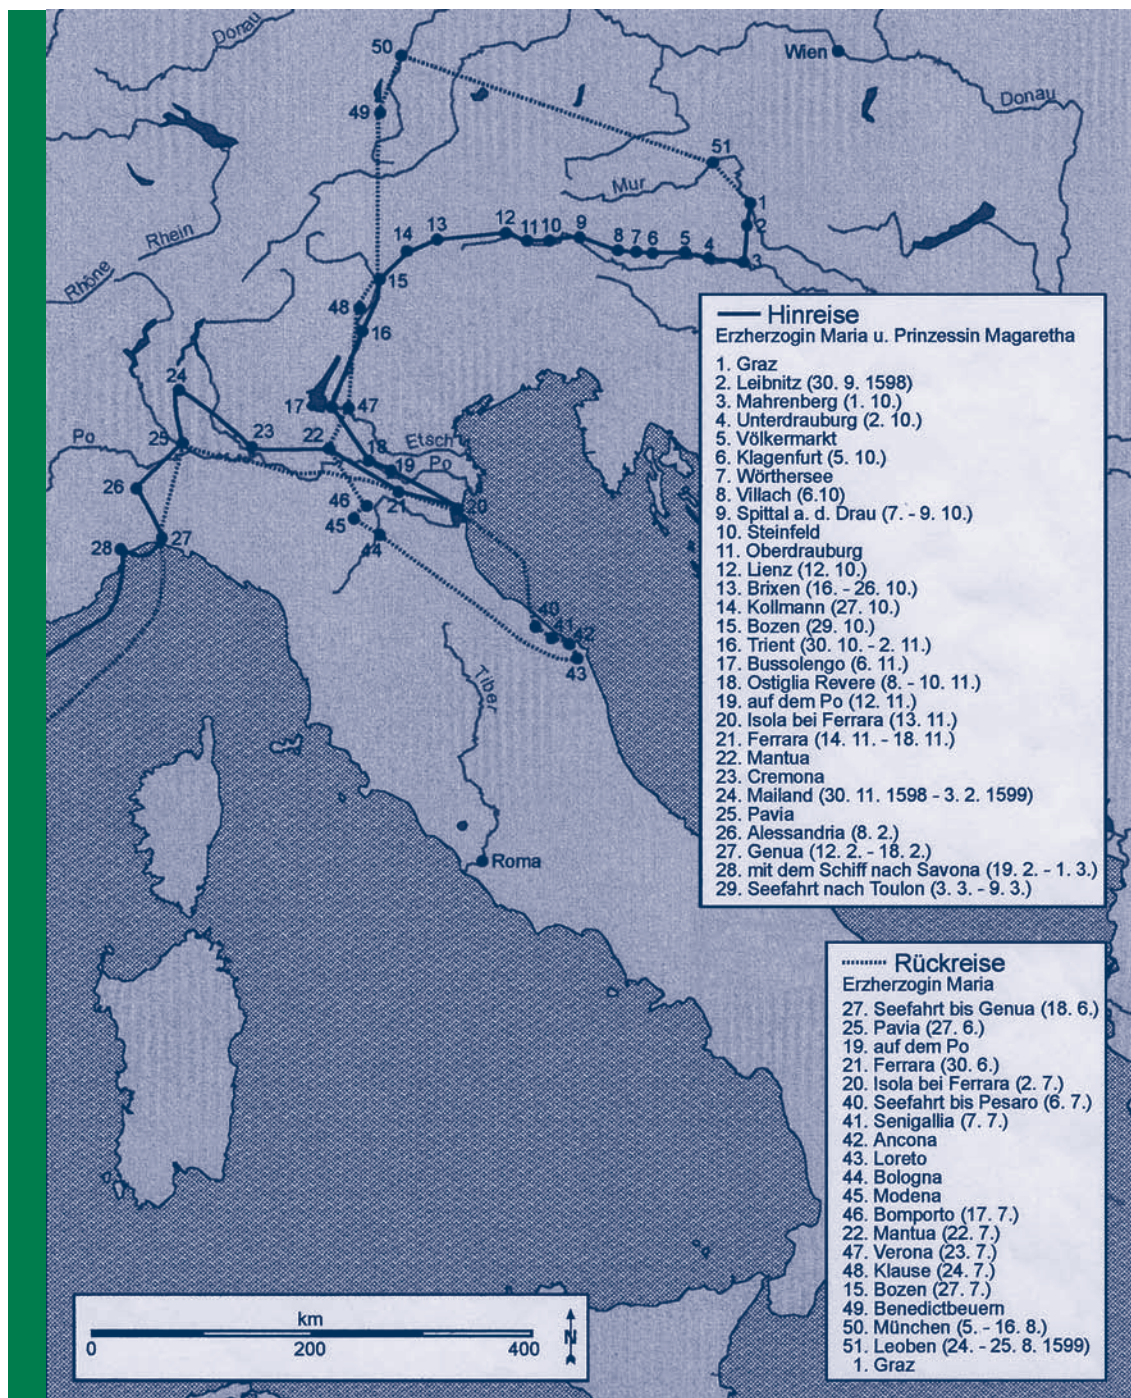 Donau
50
Wien
49
Donau
51
Mur
1
2
Rhein
12
13
11
10
9
14
8
7
6
5
4
3
Rhône
15
48
16
24
17
47
Po
25
23
22
Etsch
18
Po
19
26
46
21
20
45
44
28
27
40
41
42
43
Tiber
Roma
Hinreise
Erzherzogin Maria u. Prinzessin Magaretha
1. Graz
2. Leibnitz (30. 9. 1598)
3. Mahrenberg (1. 10.)
4. Unterdrauburg (2. 10.)
5. Völkermarkt
6. Klagenfurt (5. 10.)
7. Wörthersee
8. Villach (6.10)
9. Spittal a. d. Drau (7. - 9. 10.)
10. Steinfeld
11. Oberdrauburg
12. Lienz (12. 10.)
13. Brixen (16. - 26. 10.)
14. Kollmann (27. 10.)
15. Bozen (29. 10.)
16. Trient (30. 10. - 2. 11.)
17. Bussolengo (6. 11.)
18. Ostiglia Revere (8. - 10. 11.)
19. auf dem Po (12. 11.)
20. Isola bei Ferrara (13. 11.)
21. Ferrara (14. 11. - 18. 11.)
22. Mantua
23. Cremona
24. Mailand (30. 11. 1598 - 3. 2. 1599)
25. Pavia
26. Alessandria (8. 2.)
27. Genua (12. 2. - 18. 2.)
28. mit dem Schiff nach Savona (19. 2. - 1. 3.)
29. Seefahrt nach Toulon (3. 3. - 9. 3.)
Rückreise
Erzherzogin Maria
27. Seefahrt bis Genua (18. 6.)
25. Pavia (27. 6.)
19. auf dem Po
21. Ferrara (30. 6.)
20. Isola bei Ferrara (2. 7.)
40. Seefahrt bis Pesaro (6. 7.)
41. Senigallia (7. 7.)
42. Ancona
43. Loreto
44. Bologna
45. Modena
46. Bomporto (17. 7.)
22. Mantua (22. 7.)
47. Verona (23. 7.)
48. Klause (24. 7.)
15. Bozen (27. 7.)
49. Benedictbeuern
50. München (5. - 16. 8.)
51. Leoben (24. - 25. 8. 1599)
1. Graz
km
0 200 400
N